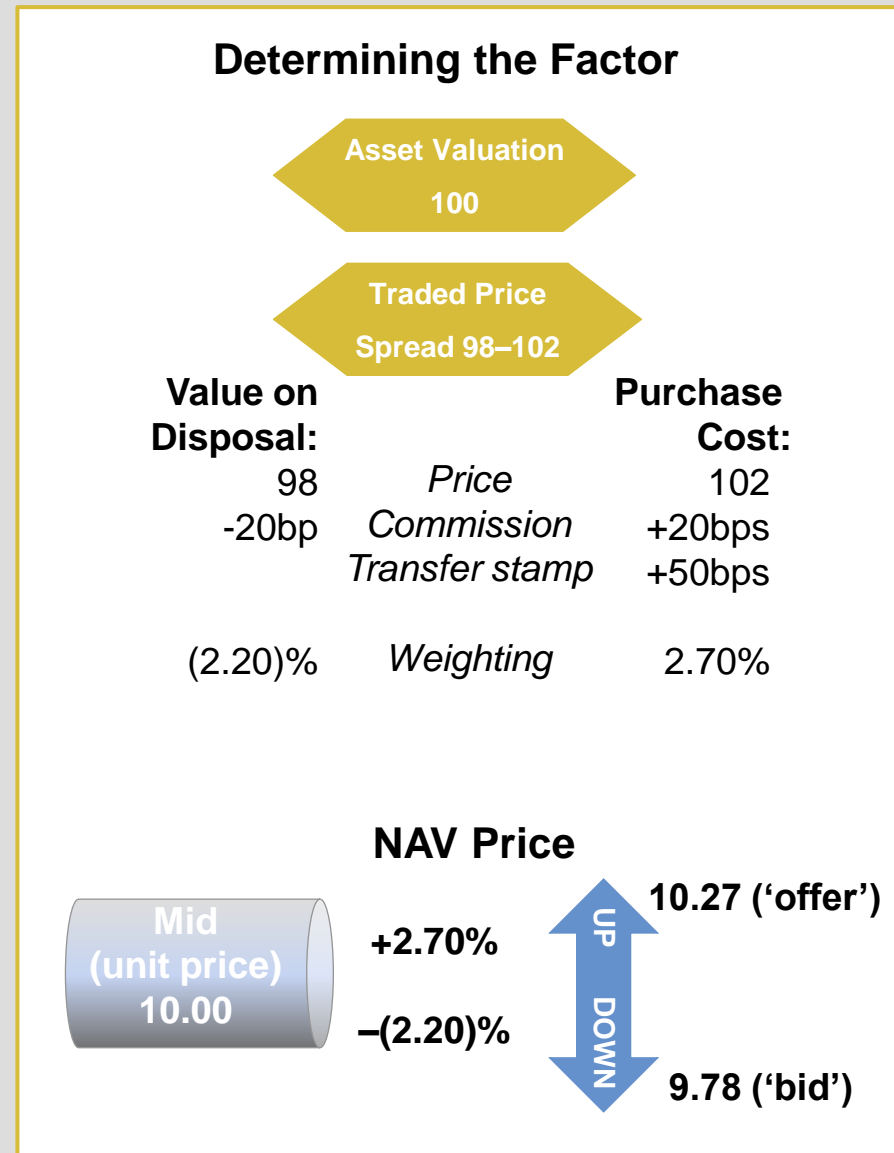 Determining the Factor
Asset Valuation
100
Traded Price
Spread 98–102
Value on
Disposal:
Purchase
Cost:
98 Price 102
-20bp Commission +20bps
Transfer stamp +50bps
(2.20)% Weighting 2.70%
NAV Price
Mid
(unit price)
10.00
+2.70%
–(2.20)%
UP
DOWN
10.27 (‘offer’)
9.78 (‘bid’)